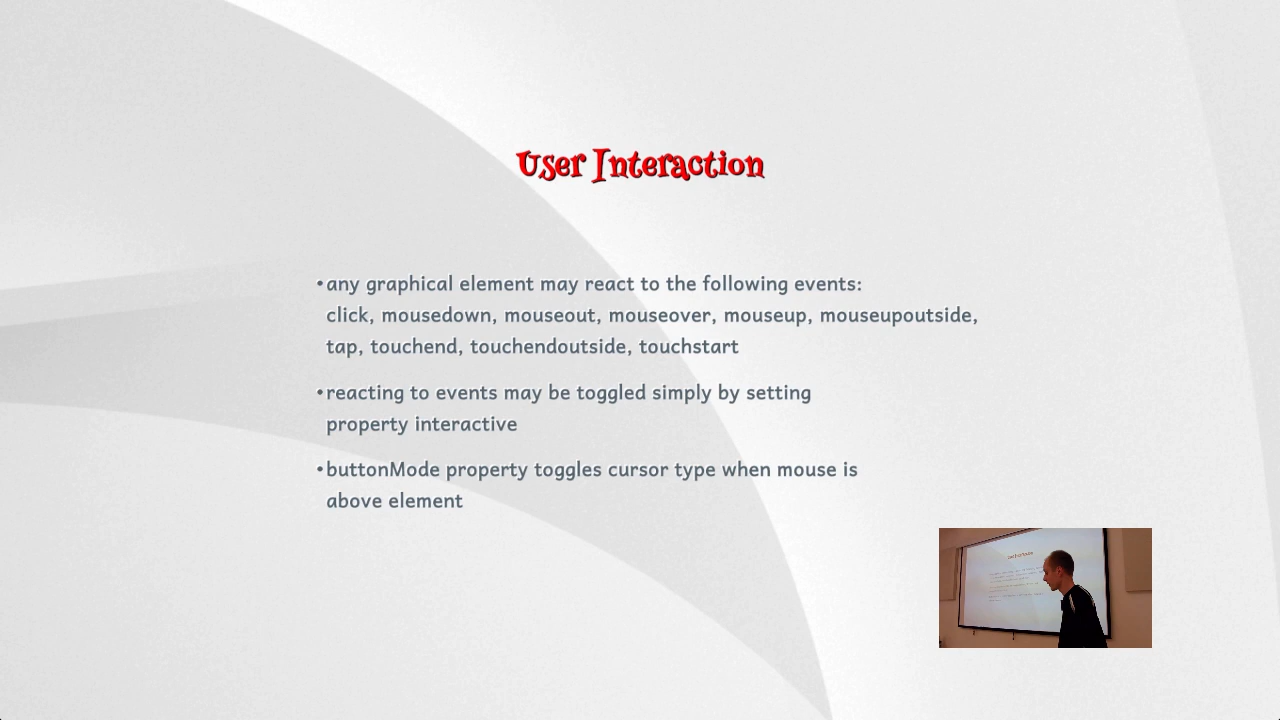 User Interaction
•any graphical element may react to the following events:
click, mousedown, mouseout, mouseover, mouseup, mouseupoutside,
tap, touchend, touchendoutside, touchstart
•reacting to events may be toggled simply by setting
property interactive
•buttonMode property toggles cursor type when mouse is
above element